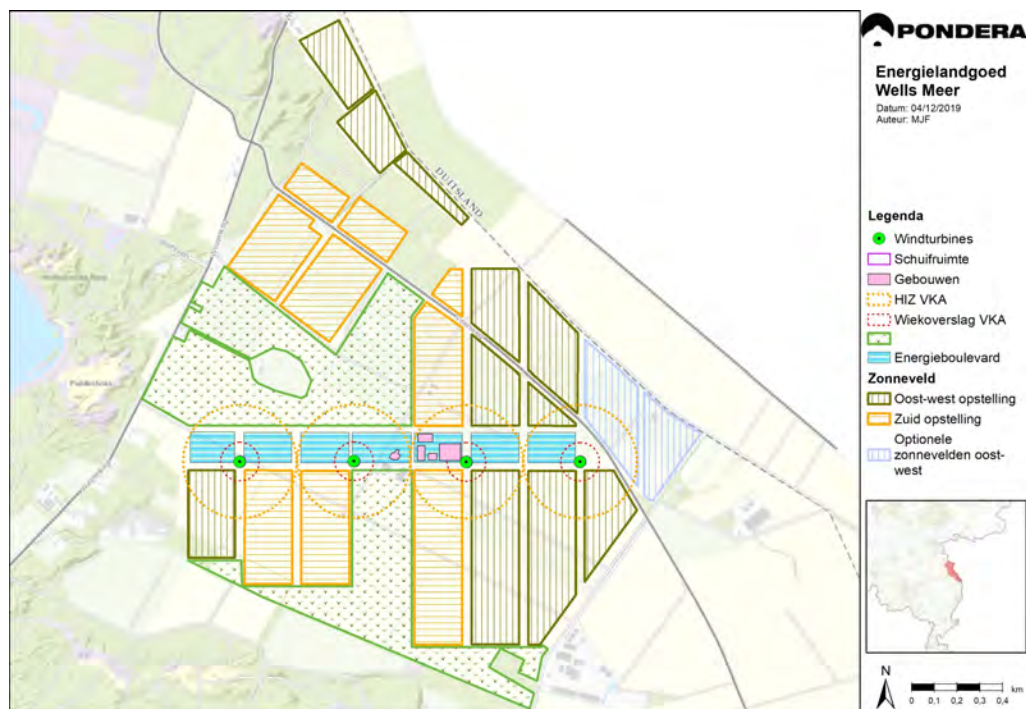 PONDERA
Energielandgoed
Wells Meer
Datum: 04/12/2019
Auteur: MJF
DUITSLAND
Legenda
Windturbines
Schuifruimte
Gebouwen
HIZ VKA
Wiekoverslag VKA
Energieboulevard
Zonneveld
Oost-west opstelling
Zuid opstelling
Optionele
zonnevelden oost-
west
N
km
0 0,1 0,2 0,3 0,4